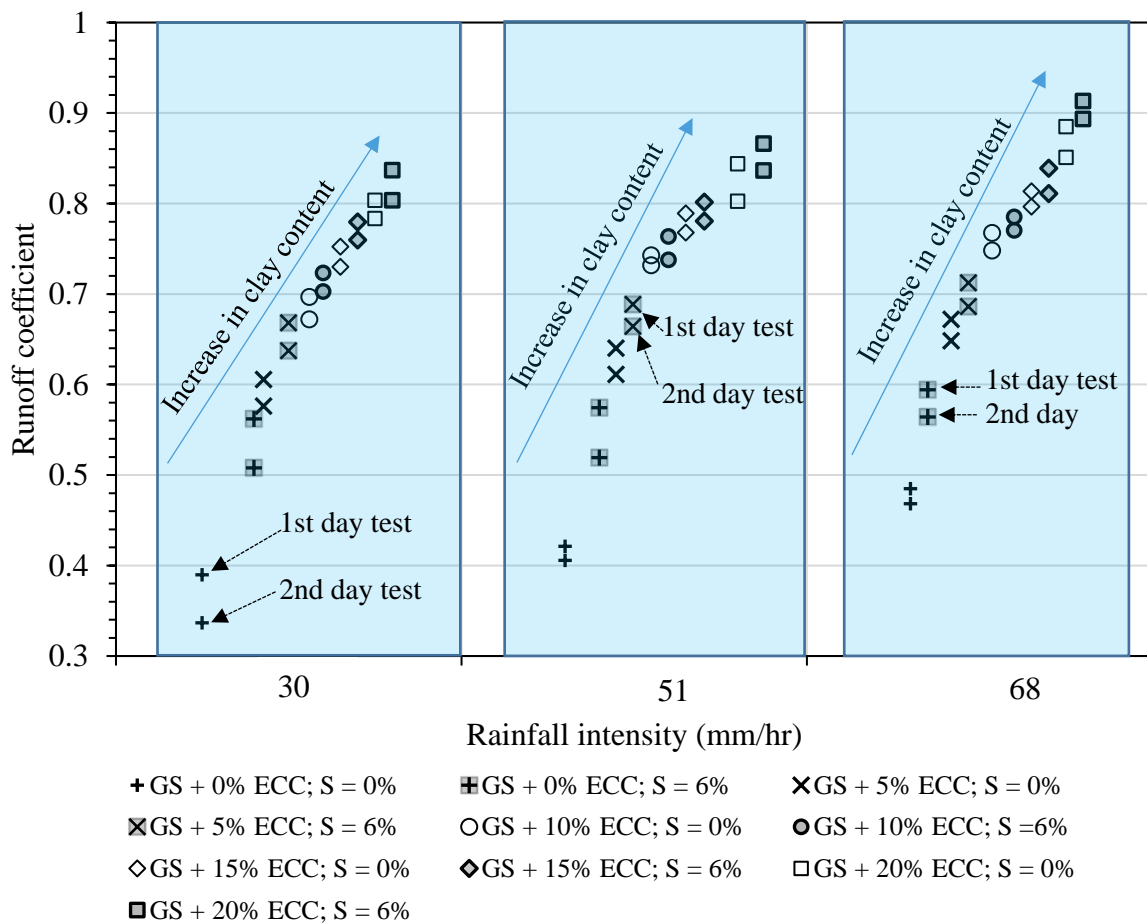 1
0.9
0.8
0.7
0.6
0.5
0.4
0.3
Runoff coefficient
Increase in clay content
1st day test
2nd day test
Increase in clay content
1st day test
2nd day test
Increase in clay content
1st day test
2nd day
30
51
68
Rainfall intensity (mm/hr)
GS + 0% ECC; S = 0%
GS + 0% ECC; S = 6%
GS + 5% ECC; S = 0%
GS + 5% ECC; S = 6%
GS + 10% ECC; S = 0%
GS + 10% ECC; S =6%
GS + 15% ECC; S = 0%
GS + 15% ECC; S = 6%
GS + 20% ECC; S = 0%
GS + 20% ECC; S = 6%